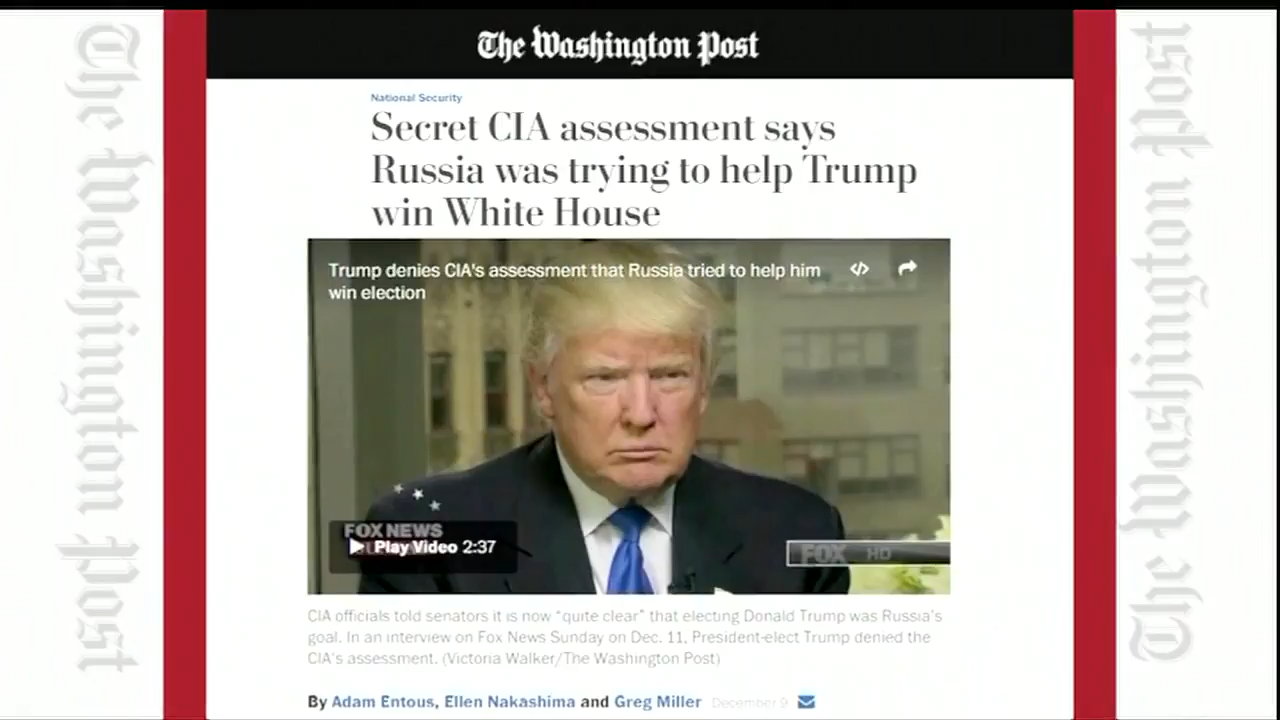 The Washington Post
The Washington Post
National Security
Secret CIA assessment says
Russia was trying to help Trump
win White House
Trump denies CIA's assessment that Russia tried to help him
win election
FOX NEWS
Play Video 2:37
FOX HD
CIA officials told senators it is now “quite clear” that electing Donald Trump was Russia's
goal. In an interview on Fox News Sunday on Dec. 11, President-elect Trump denied the
CIA's assessment. (Victoria Walker/The Washington Post)
By Adam Entous, Ellen Nakashima and Greg Miller December 9
The Washington Post